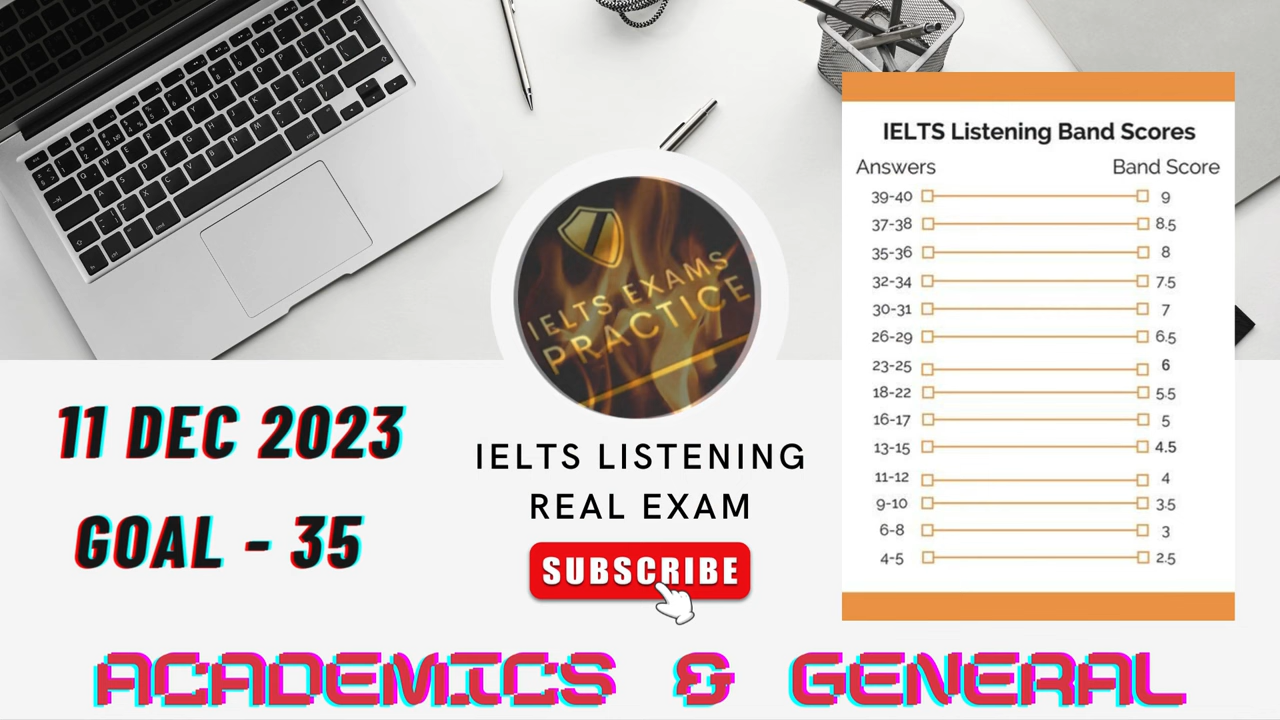 11 DEC 2023
GOAL - 35
IELTS EXAMS
PRACTICE
IELTS LISTENING
REAL EXAM
SUBSCRIBE
IELTS Listening Band Scores
Answers Band Score
39-40 9
37-38 8.5
35-36 8
32-34 7.5
30-31 7
26-29 6.5
23-25 6
18-22 5.5
16-17 5
13-15 4.5
11-12 4
9-10 3.5
6-8 3
4-5 2.5
ACADEMICS & GENERAL